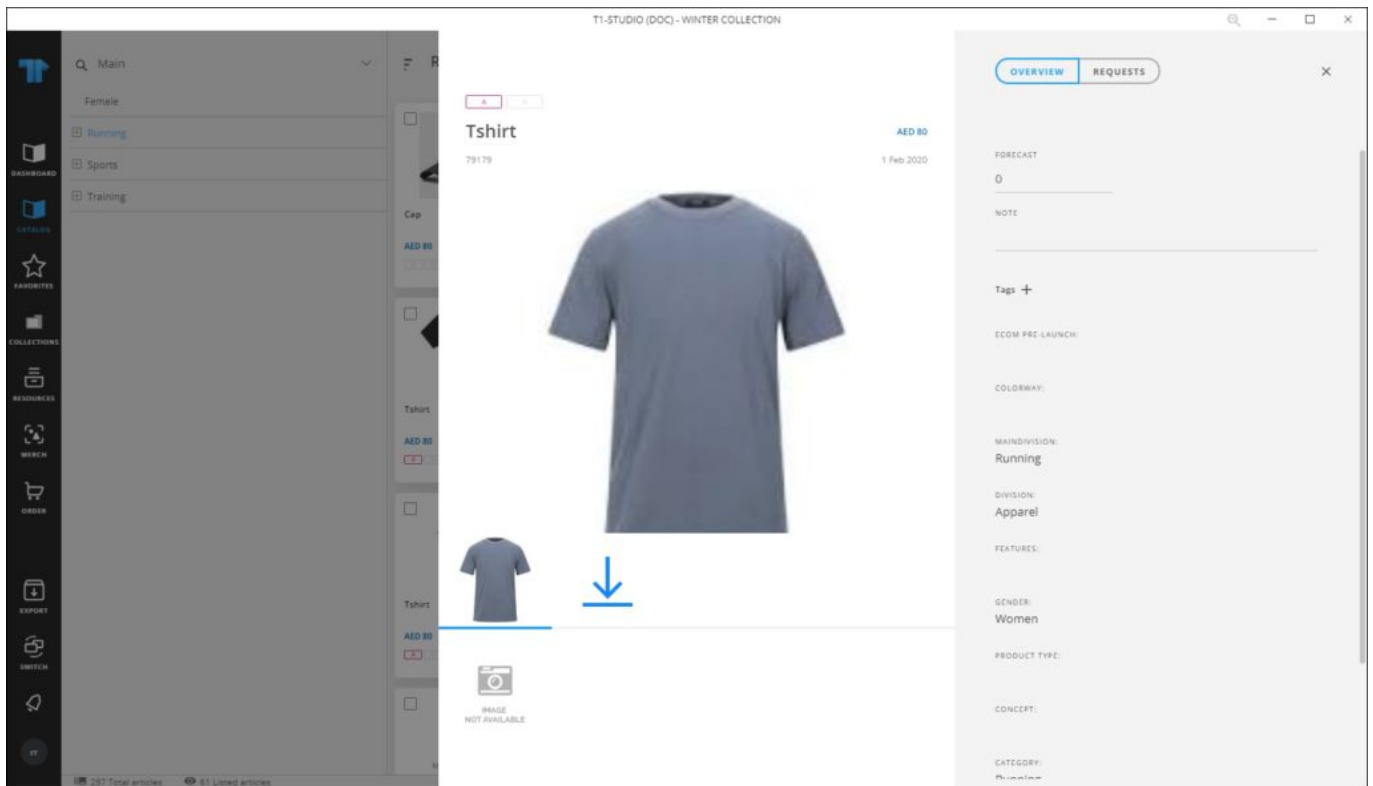 T1-STUDIO (DOC) - WINTER COLLECTION
Main
Female
Running
Sports
Training
DASHBOARD
CATALOG
FAVORITES
COLLECTIONS
RESOURCES
MERCH
ORDER
EXPORT
SWITCH
IT
297 Total articles
61 Listed articles
R
Cap
AED 80
Tshirt
AED 80
A
Tshirt
AED 80
A
A
Tshirt
AED 80
79179
1 Feb 2020
IMAGE
NOT AVAILABLE
OVERVIEW
REQUESTS
FORECAST
0
NOTE
Tags +
ECOM PRE-LAUNCH:
COLORWAY:
MAINDIVISION:
Running
DIVISION:
Apparel
FEATURES:
GENDER:
Women
PRODUCT TYPE:
CONCEPT:
CATEGORY:
Running